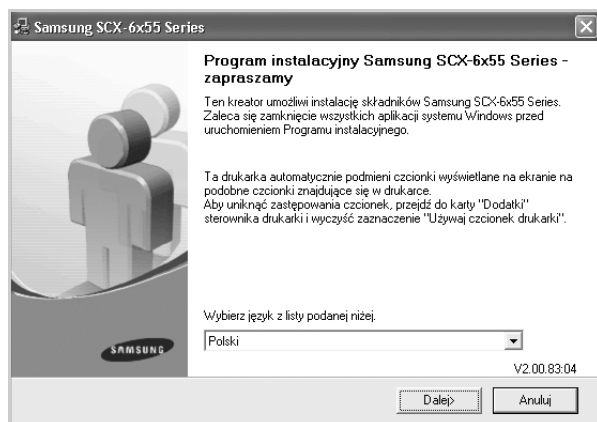 Samsung SCX-6x55 Series
Program instalacyjny Samsung SCX-6x55 Series -
zapraszamy
Ten kreator umożliwi instalację składników Samsung SCX-6x55 Series.
Zaleca się zamknięcie wszystkich aplikacji systemu Windows przed
uruchomieniem Programu instalacyjnego.
Ta drukarka automatycznie podmieni czcionki wyświetlane na ekranie na
podobne czcionki znajdujące się w drukarce.
Aby uniknąć zastępowania czcionek, przejdź do karty "Dodatki"
sterownika drukarki i wyczyść zaznaczenie "Używaj czcionek drukarki".
Wybierz język z listy podanej niżej.
Polski
SAMSUNG
V2.00.83:04
Dalej>
Anuluj